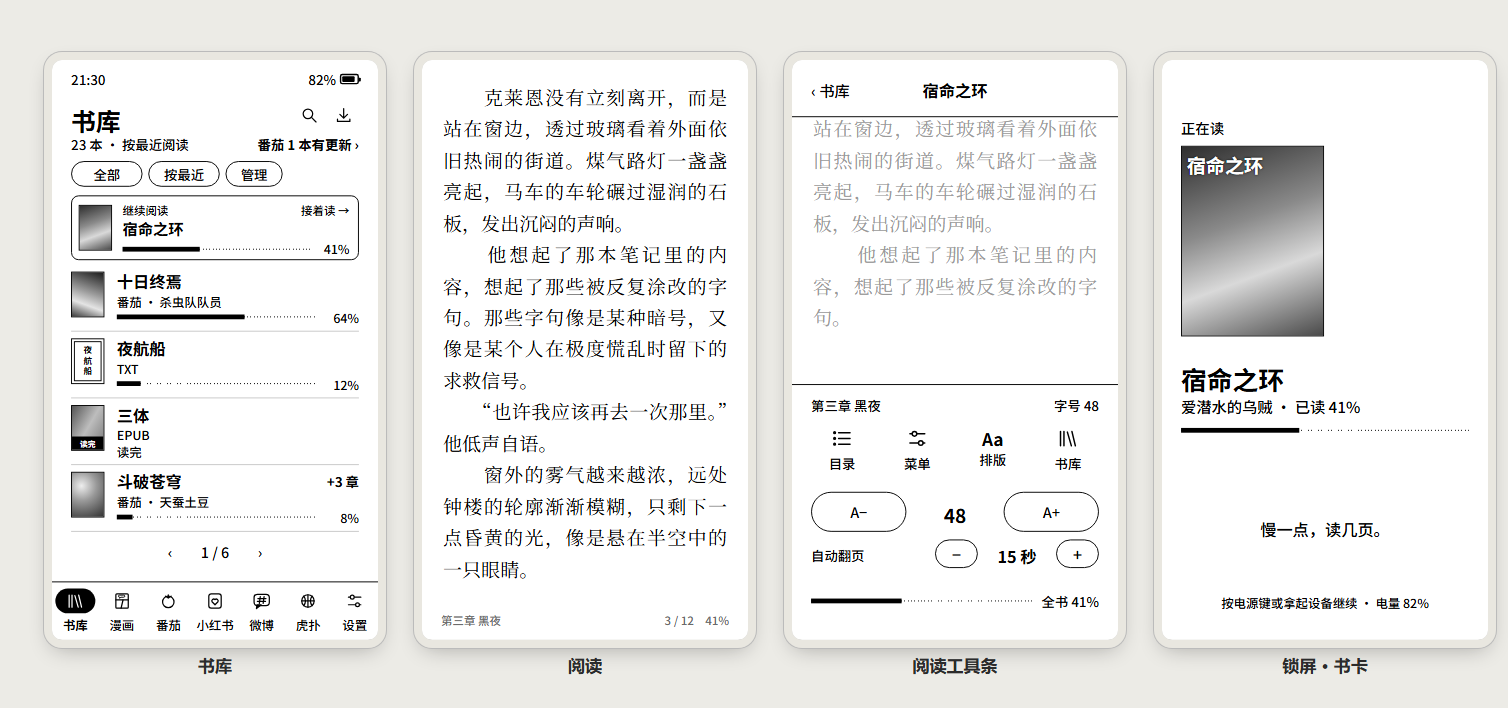 21:30
82%
书库
23 本 · 按最近阅读
番茄 1 本有更新 ›
全部
按最近
管理
继续阅读
接着读 →
宿命之环
41%
十日终焉
番茄 · 杀虫队队员
64%
夜航船
夜航船
TXT
12%
三体
EPUB
读完
读完
斗破苍穹
+3 章
番茄 · 天蚕土豆
8%
‹ 1 / 6 ›
书库
漫画
番茄
小红书
微博
虎扑
设置
书库
克莱恩没有立刻离开，而是
站在窗边，透过玻璃看着外面依
旧热闹的街道。煤气路灯一盏盏
亮起，马车的车轮碾过湿润的石
板，发出沉闷的声响。
他想起了那本笔记里的内
容，想起了那些被反复涂改的字
句。那些字句像是某种暗号，又
像是某个人在极度慌乱时留下的
求救信号。
“也许我应该再去一次那里。”
他低声自语。
窗外的雾气越来越浓，远处
钟楼的轮廓渐渐模糊，只剩下一
点昏黄的光，像是悬在半空中的
一只眼睛。
第三章 黑夜
3 / 12 41%
阅读
‹ 书库
宿命之环
站在窗边，透过玻璃看着外面依
旧热闹的街道。煤气路灯一盏盏
亮起，马车的车轮碾过湿润的石
板，发出沉闷的声响。
他想起了那本笔记里的内
容，想起了那些被反复涂改的字
句。
第三章 黑夜
字号 48
目录
菜单
Aa
排版
书库
A−
48
A+
自动翻页
−
15 秒
+
全书 41%
阅读工具条
正在读
宿命之环
宿命之环
爱潜水的乌贼 · 已读 41%
慢一点，读几页。
按电源键或拿起设备继续 · 电量 82%
锁屏 · 书卡